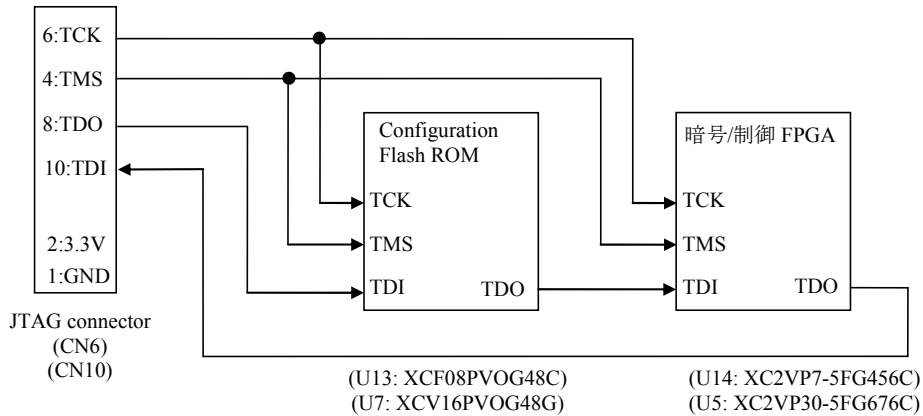 6:TCK
4:TMS
8:TDO
10:TDI
2:3.3V
1:GND
JTAG connector
(CN6)
(CN10)
Configuration
Flash ROM
TCK
TMS
TDI
TDO
(U13: XCF08PVOG48C)
(U7: XCV16PVOG48G)
暗号/制御 FPGA
TCK
TMS
TDI
TDO
(U14: XC2VP7-5FG456C)
(U5: XC2VP30-5FG676C)